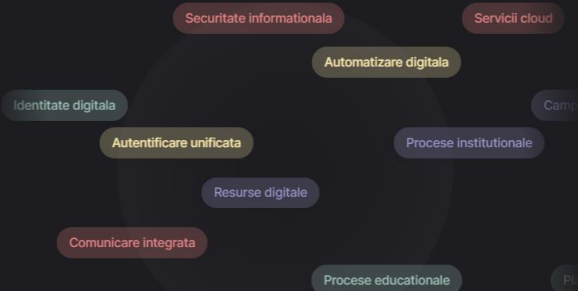 Securitate informationala
Servicii cloud
Automatizare digitala
Identitate digitala
Autentificare unificata
Procese institutionale
Resurse digitale
Comunicare integrata
Procese educationale